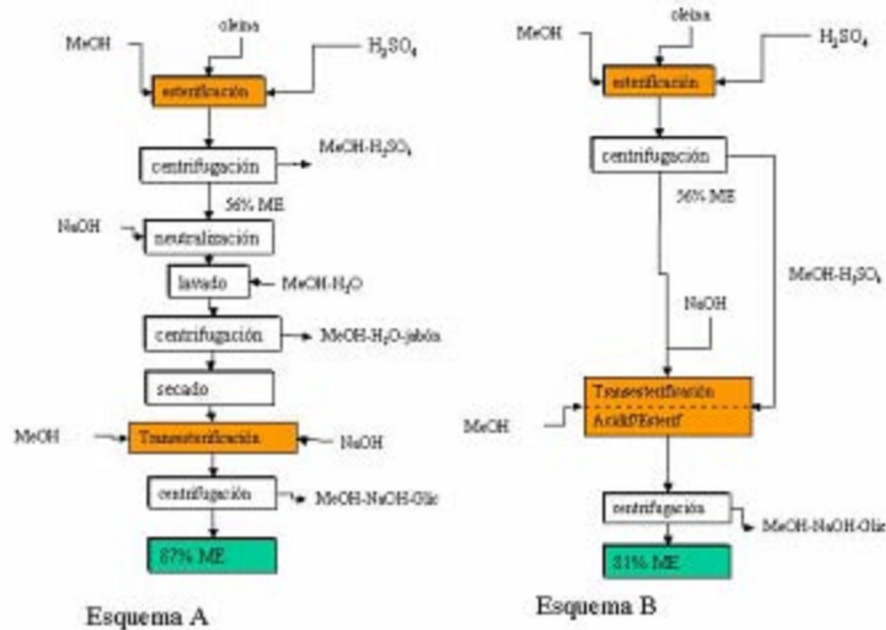 oleina
MeOH
H₂SO₄
esterificación
centrifugación
MeOH-H₂SO₄
56% ME
NaOH
neutralización
lavado
MeOH-H₂O
centrifugación
MeOH-H₂O-jabón
secado
MeOH
Transesterificación
NaOH
centrifugación
MeOH-NaOH-Glic
87% ME
Esquema A
oleina
MeOH
H₂SO₄
esterificación
centrifugación
56% ME
MeOH-H₂SO₄
NaOH
Transesterificación
Acidif/Esterif
MeOH
centrifugación
MeOH-NaOH-Glic
81% ME
Esquema B